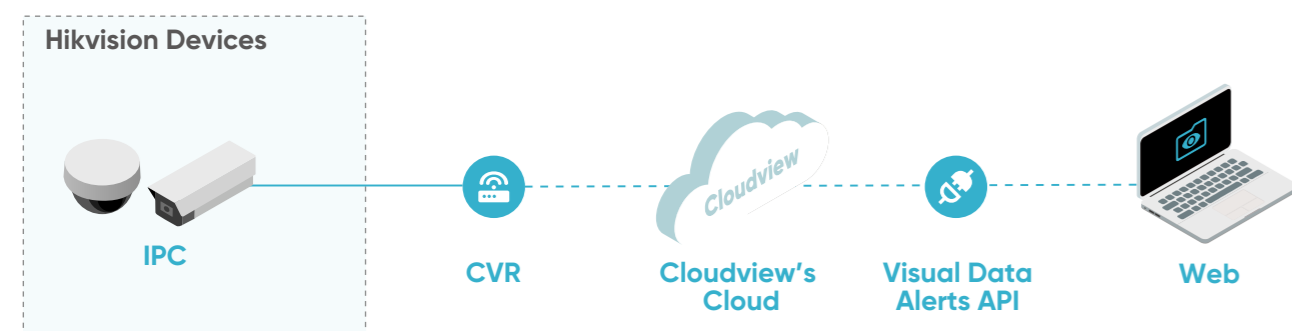 Hikvision Devices
Cloudview
IPC
CVR
Cloudview's
Cloud
Visual Data
Alerts API
Web